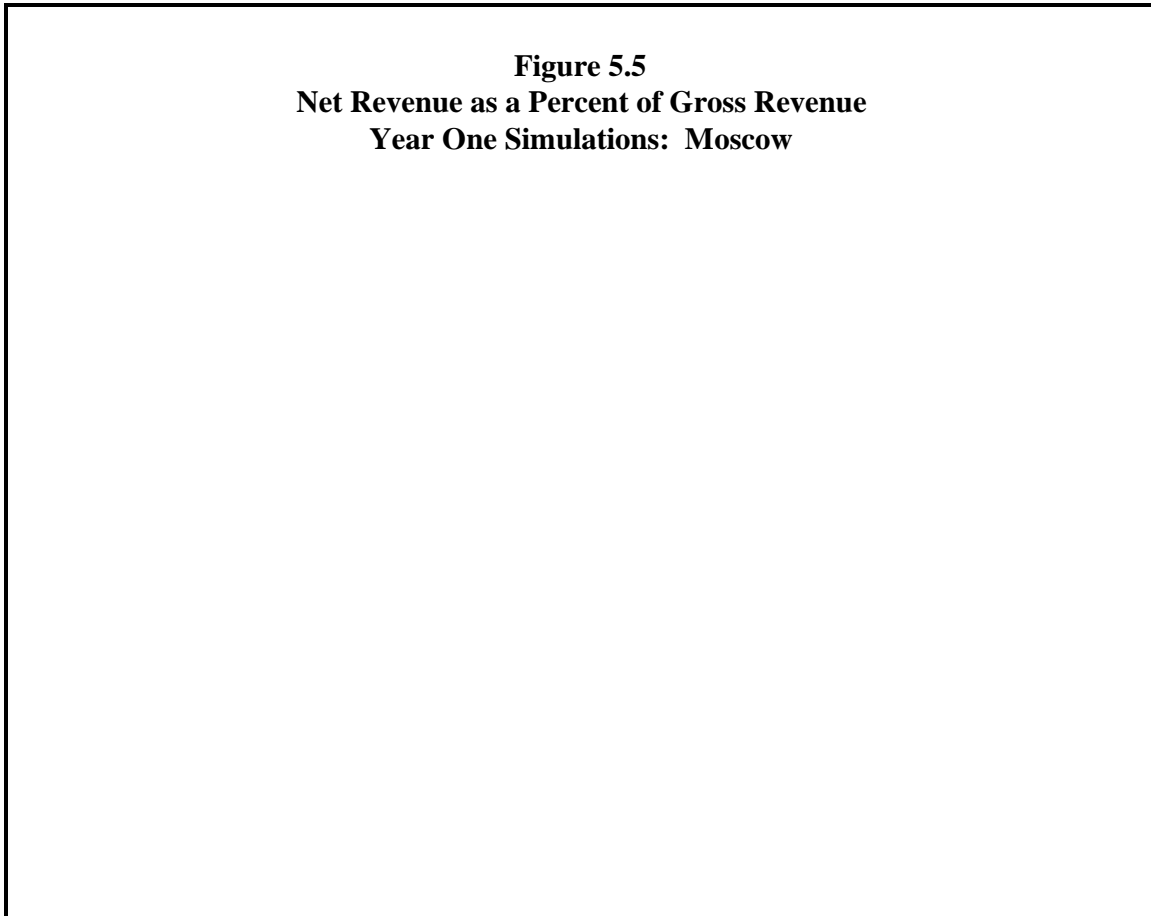 Figure 5.5
Net Revenue as a Percent of Gross Revenue
Year One Simulations:  Moscow